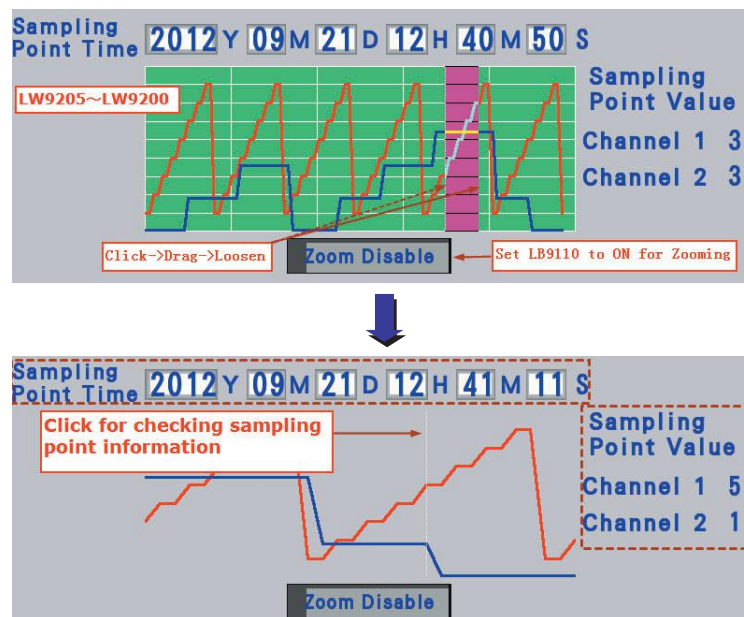 Sampling
Point Time 2012 Y 09 M 21 D 12 H 40 M 50 S
LW9205～LW9200
Sampling
Point Value
Channel 1 3
Channel 2 3
Click->Drag->Loosen
Zoom Disable
Set LB9110 to ON for Zooming
Sampling
Point Time 2012 Y 09 M 21 D 12 H 41 M 11 S
Click for checking sampling
point information
Sampling
Point Value
Channel 1 5
Channel 2 1
Zoom Disable